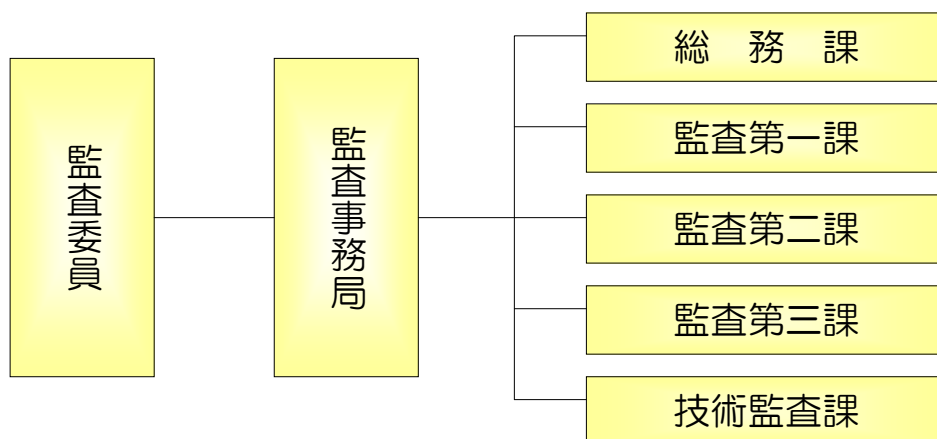 監査委員
監査事務局
総　務　課
監査第一課
監査第二課
監査第三課
技術監査課